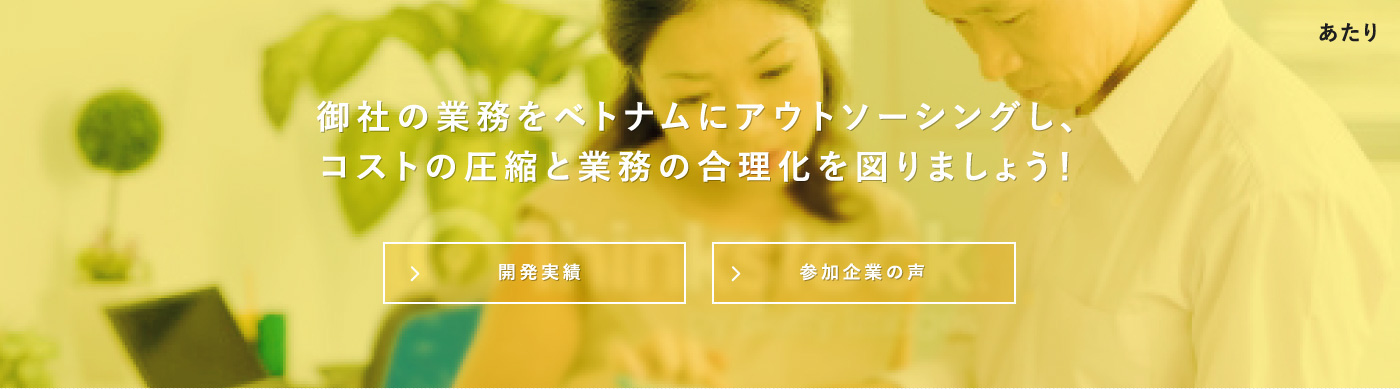 あたり
御社の業務をベトナムにアウトソーシングし、
コストの圧縮と業務の合理化を図りましょう！
開発実績
参加企業の声